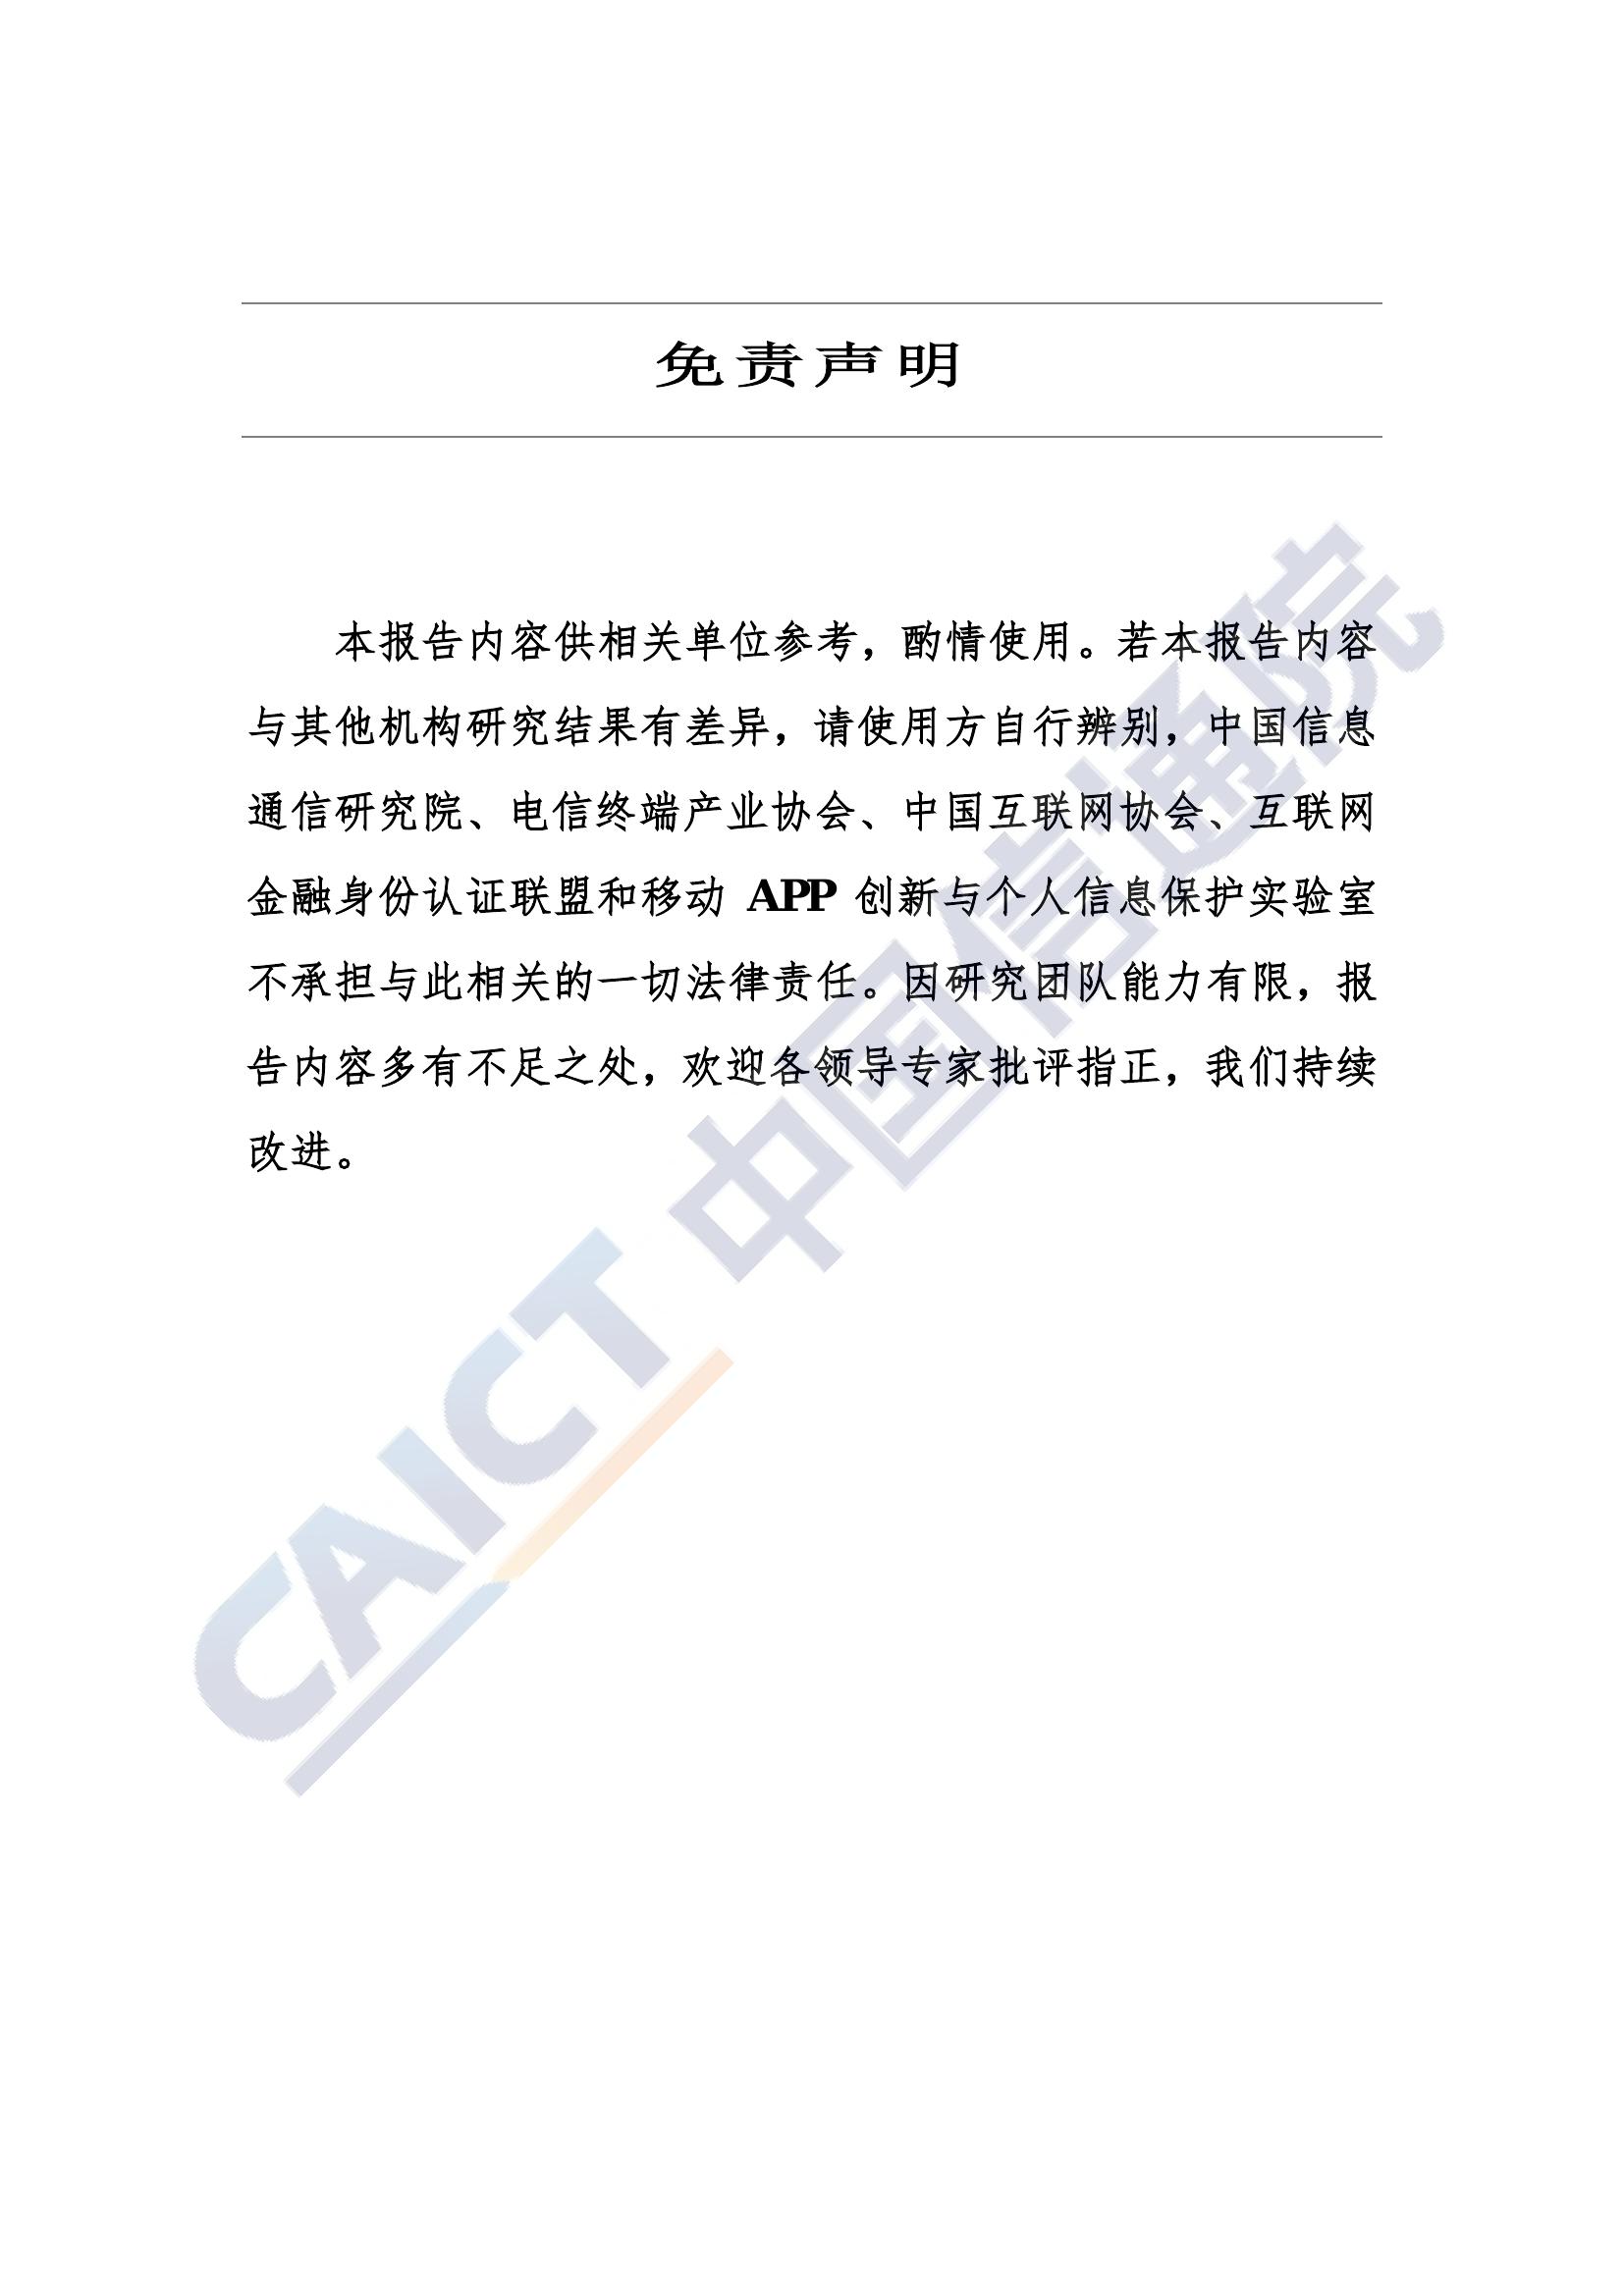 免责声明
本报告内容供相关单位参考，酌情使用。若本报告内容
与其他机构研究结果有差异，请使用方自行辨别，中国信息
通信研究院、电信终端产业协会、中国互联网协会、互联网
金融身份认证联盟和移动 APP 创新与个人信息保护实验室
不承担与此相关的一切法律责任。因研究团队能力有限，报
告内容多有不足之处，欢迎各领导专家批评指正，我们持续
改进。
CAICT 中国信通院